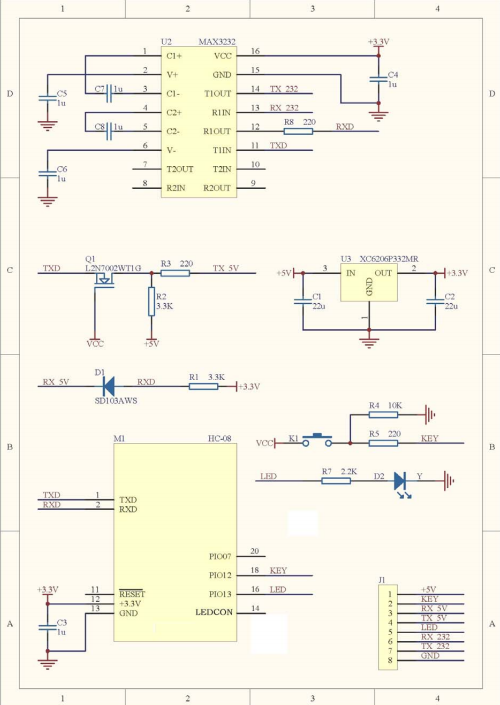 1 2 3 4
D D
U2 MAX3232
1 C1+ VCC 16 +3.3V
2 V+ GND 15
C5 1u C7 1u C4 1u
3 C1- T1OUT 14 TX 232
4 C2+ R1IN 13 RX 232
C8 1u R8 220
5 C2- R1OUT 12 RXD
6 V- T1IN 11 TXD
C6 1u
7 T2OUT T2IN 10
8 R2IN R2OUT 9
C C
Q1
L2N7002WT1G
TXD R3 220 TX 5V
R2
3.3K
VCC +5V
U3 XC6206P332MR
+5V 3 IN OUT 2 +3.3V
GND
1
C1
22u
C2
22u
D1
RX 5V RXD R1 3.3K +3.3V
SD103AWS
R4 10K
B B
VCC K1 R5 220 KEY
LED R7 2.2K D2 Y
M1 HC-08
TXD 1 TXD
RXD 2 RXD
PIO07 20
PIO12 18 KEY
PIO13 16 LED
LEDCON 14
11 RESET
+3.3V 12 +3.3V
13 GND
C3
1u
A A
J1
1 +5V
2 KEY
3 RX 5V
4 TX 5V
5 LED
6 RX 232
7 TX 232
8 GND
1 2 3 4